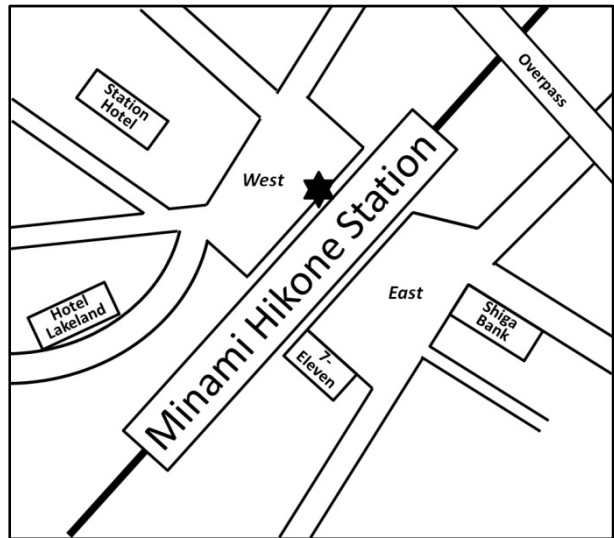 Overpass
Station
Hotel
West
Minami Hikone Station
East
Hotel
Lakeland
Shiga
Bank
7-
Eleven